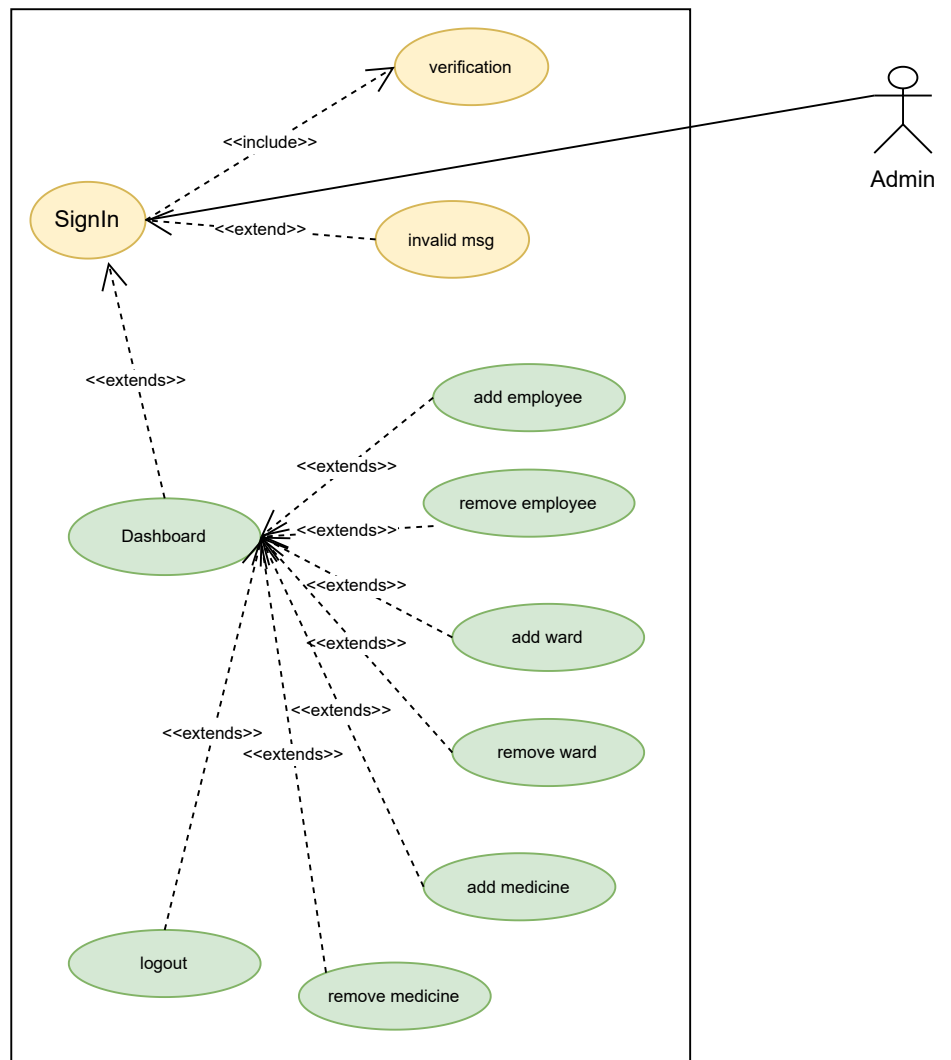 verification
<<include>>
Admin
SignIn
<<extend>>
invalid msg
<<extends>>
add employee
<<extends>>
remove employee
<<extends>>
Dashboard
<<extends>>
add ward
<<extends>>
<<extends>>
<<extends>>
<<extends>>
remove ward
<<extends>>
add medicine
logout
remove medicine